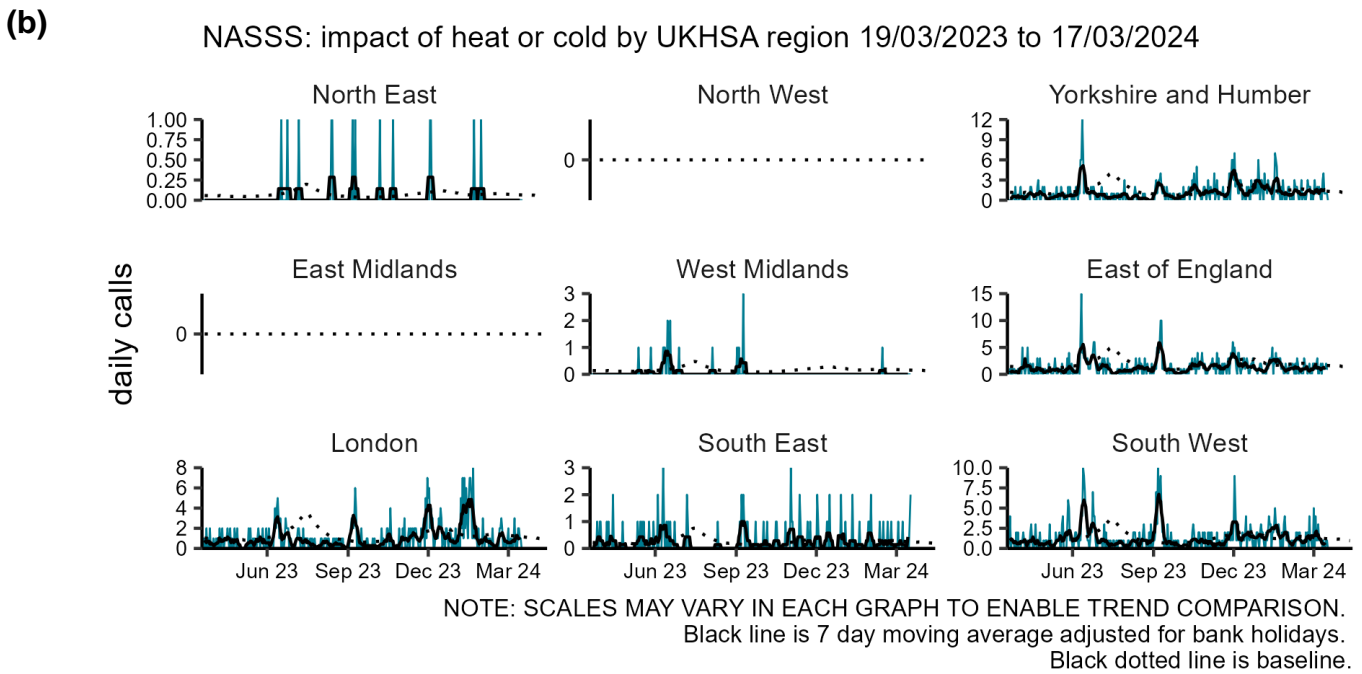 (b)
NASSS: impact of heat or cold by UKHSA region 19/03/2023 to 17/03/2024
North East
North West
Yorkshire and Humber
1.00
0.75
0.50
0.25
0.00
0
12
9
6
3
0
daily calls
East Midlands
West Midlands
East of England
0
3
2
1
0
15
10
5
0
London
South East
South West
8
6
4
2
0
3
2
1
0
10.0
7.5
5.0
2.5
0.0
Jun 23 Sep 23 Dec 23 Mar 24
Jun 23 Sep 23 Dec 23 Mar 24
Jun 23 Sep 23 Dec 23 Mar 24
NOTE: SCALES MAY VARY IN EACH GRAPH TO ENABLE TREND COMPARISON.
Black line is 7 day moving average adjusted for bank holidays.
Black dotted line is baseline.